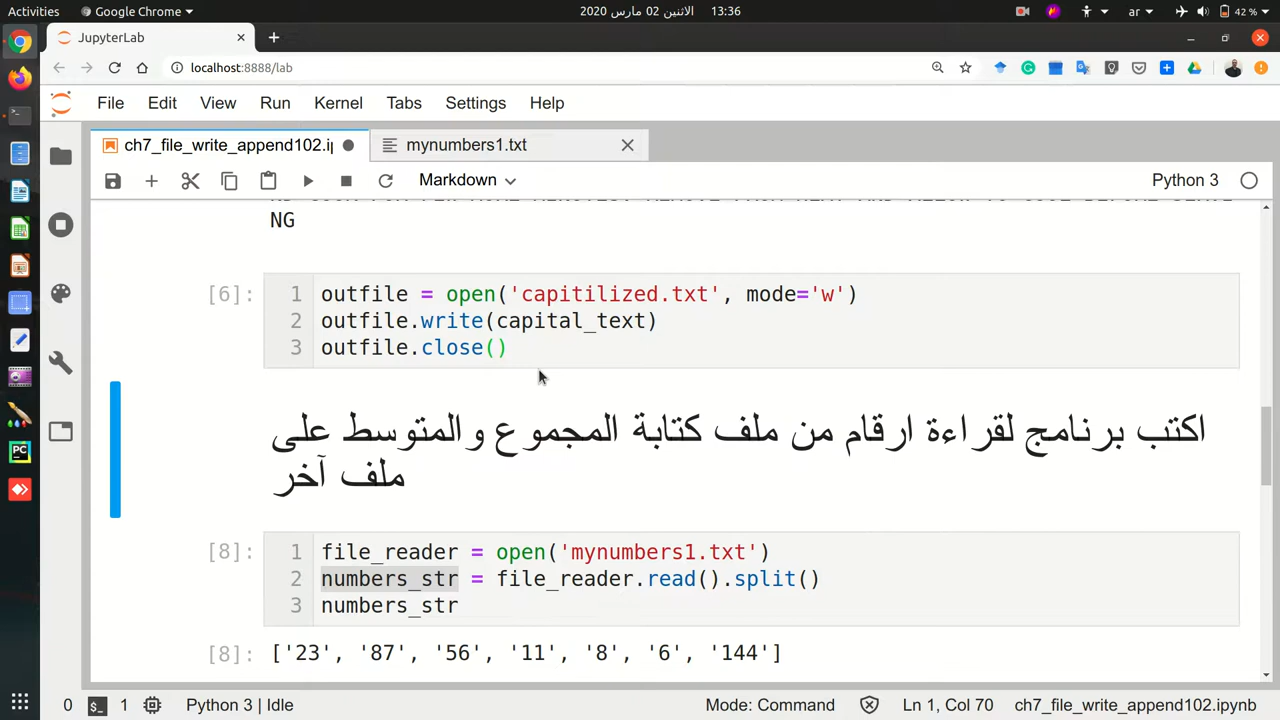 Activities
Google Chrome
الاثنين 02 مارس 2020
13:36
ar
42 %
JupyterLab
localhost:8888/lab
File Edit View Run Kernel Tabs Settings Help
ch7_file_write_append102.i
mynumbers1.txt
Markdown
Python 3
NG
[6]:
1 outfile = open('capitilized.txt', mode='w')
2 outfile.write(capital_text)
3 outfile.close()
اكتب برنامج لقراءة ارقام من ملف كتابة المجموع والمتوسط على
ملف آخر
[8]:
1 file_reader = open('mynumbers1.txt')
2 numbers_str = file_reader.read().split()
3 numbers_str
[8]: ['23', '87', '56', '11', '8', '6', '144']
0 1 Python 3 | Idle Mode: Command Ln 1, Col 70 ch7_file_write_append102.ipynb